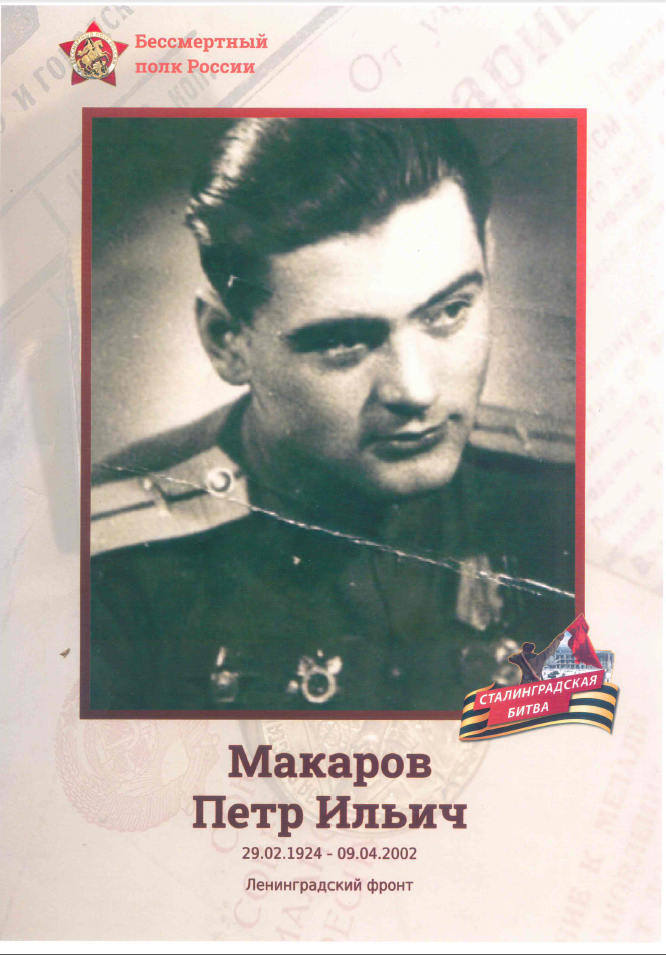 Бессмертный
полк России
СТАЛИНГРАДСКАЯ
БИТВА
Макаров
Петр Ильич
29.02.1924 - 09.04.2002
Ленинградский фронт